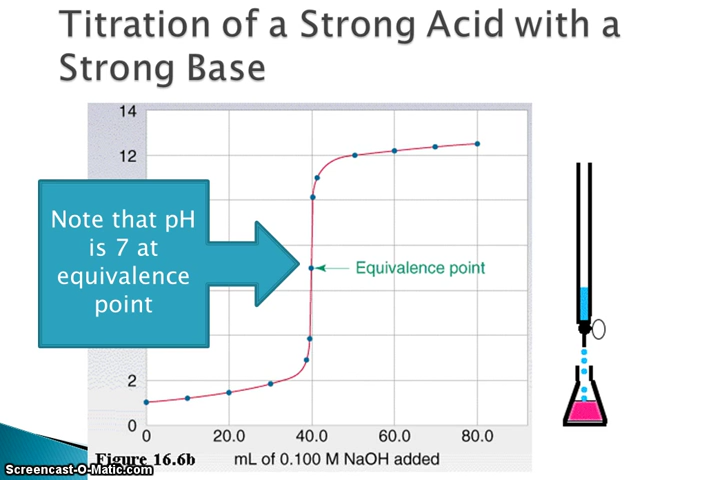 Titration of a Strong Acid with a
Strong Base
14
12
Note that pH
is 7 at
equivalence
point
Equivalence point
2
0
0 20.0 40.0 60.0 80.0
Figure 16.6b
mL of 0.100 M NaOH added
Screencast-O-Matic.com